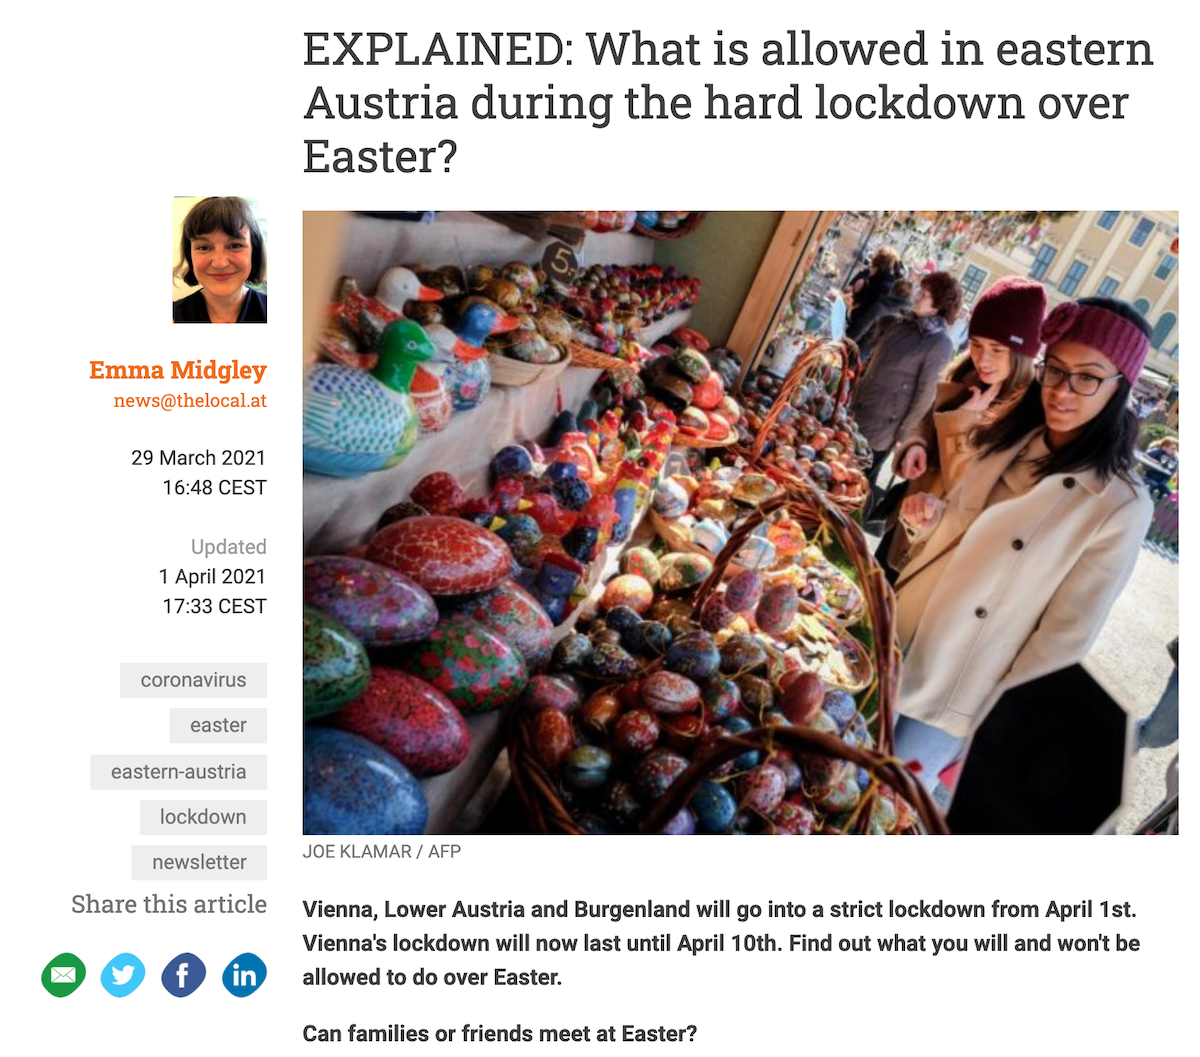 EXPLAINED: What is allowed in eastern
Austria during the hard lockdown over
Easter?
Emma Midgley
news@thelocal.at
29 March 2021
16:48 CEST
Updated
1 April 2021
17:33 CEST
coronavirus
easter
eastern-austria
lockdown
newsletter
Share this article
f
in
5,-
JOE KLAMAR / AFP
Vienna, Lower Austria and Burgenland will go into a strict lockdown from April 1st.
Vienna's lockdown will now last until April 10th. Find out what you will and won't be
allowed to do over Easter.
Can families or friends meet at Easter?